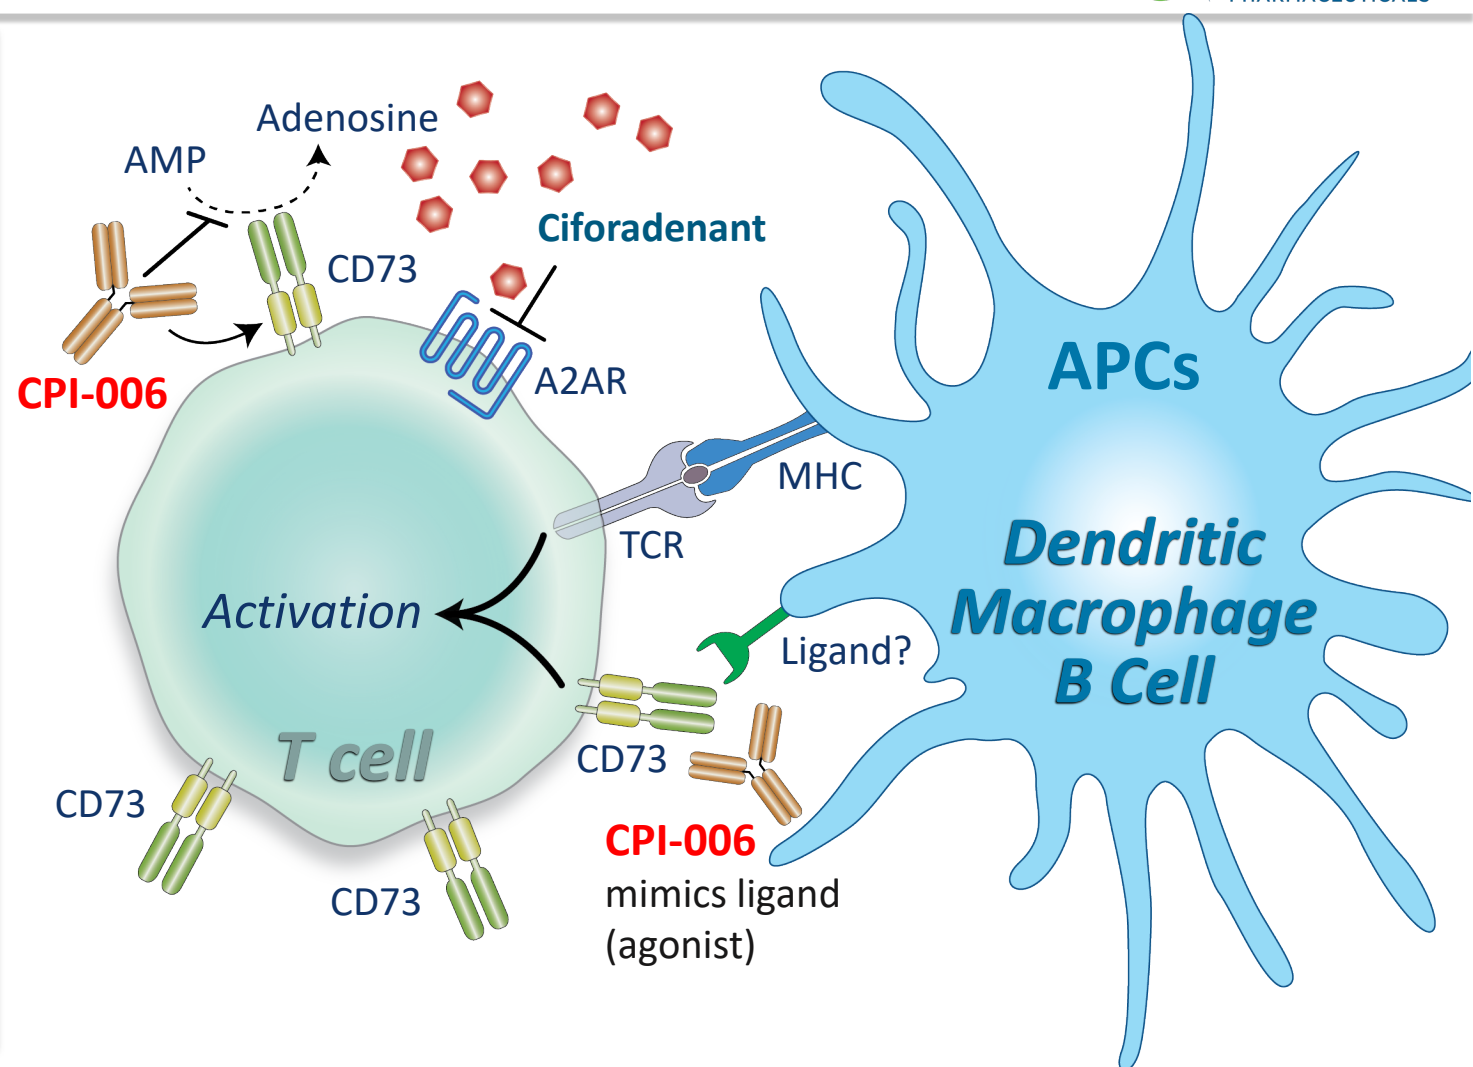 PHARMACEUTICALS
Adenosine
AMP
Ciforadenant
CD73
CPI-006
A2AR
APCs
MHC
TCR
Dendritic
Macrophage
B Cell
Activation
Ligand?
T cell
CD73
CD73
CD73
CPI-006
mimics ligand
(agonist)